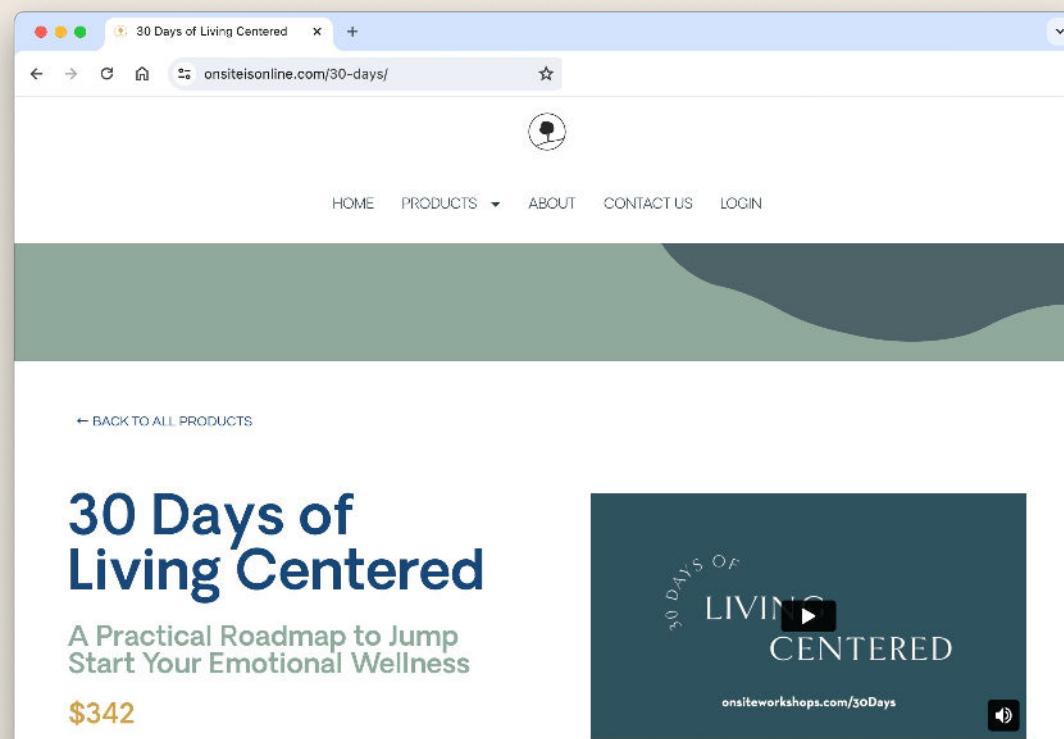 30 Days of Living Centered
onsiteisonline.com/30-days/
HOME PRODUCTS ABOUT CONTACT US LOGIN
← BACK TO ALL PRODUCTS
30 Days of
Living Centered
A Practical Roadmap to Jump
Start Your Emotional Wellness
$342
30 DAYS OF
LIVING
CENTERED
onsiteworkshops.com/30Days